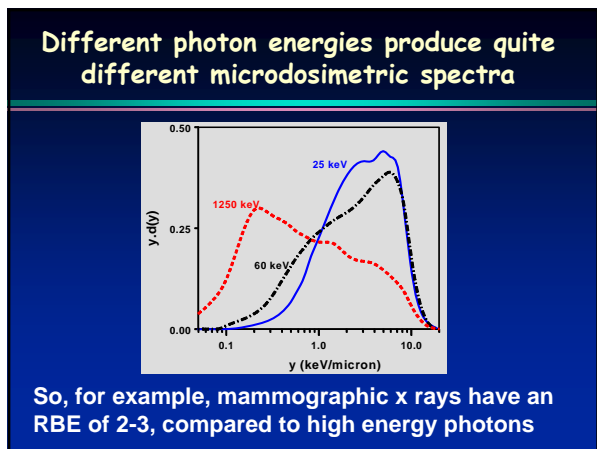 Different photon energies produce quite
different microdosimetric spectra
0.50
25 keV
1250 keV
y.d(y)
0.25
60 keV
0.00
0.1
1.0
10.0
y (keV/micron)
So, for example, mammographic x rays have an
RBE of 2-3, compared to high energy photons